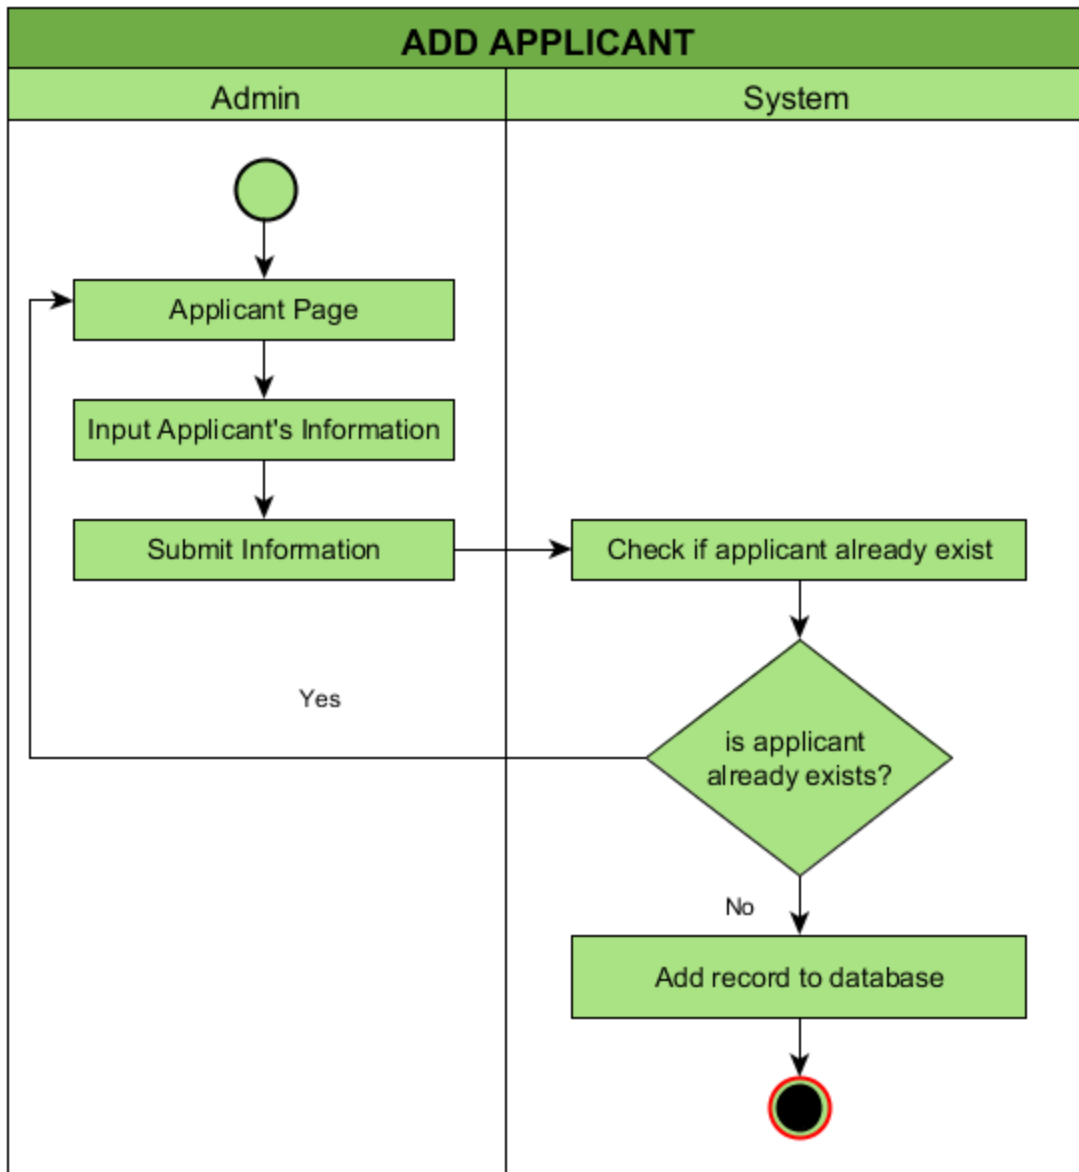 ADD APPLICANT
Admin
System
Applicant Page
Input Applicant's Information
Submit Information
Check if applicant already exist
Yes
is applicant
already exists?
No
Add record to database